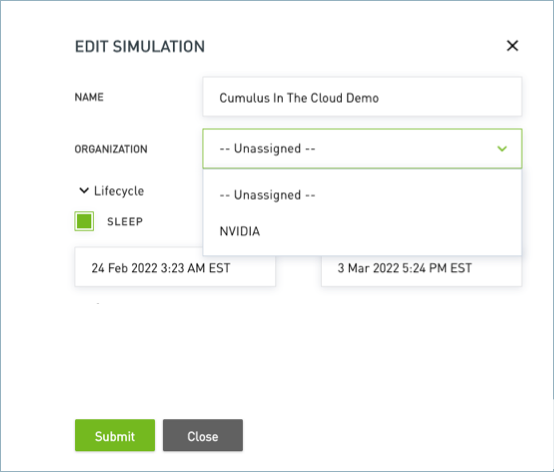 EDIT SIMULATION
NAME
Cumulus In The Cloud Demo
ORGANIZATION
-- Unassigned --
Lifecycle
-- Unassigned --
SLEEP
NVIDIA
24 Feb 2022 3:23 AM EST
3 Mar 2022 5:24 PM EST
Submit
Close